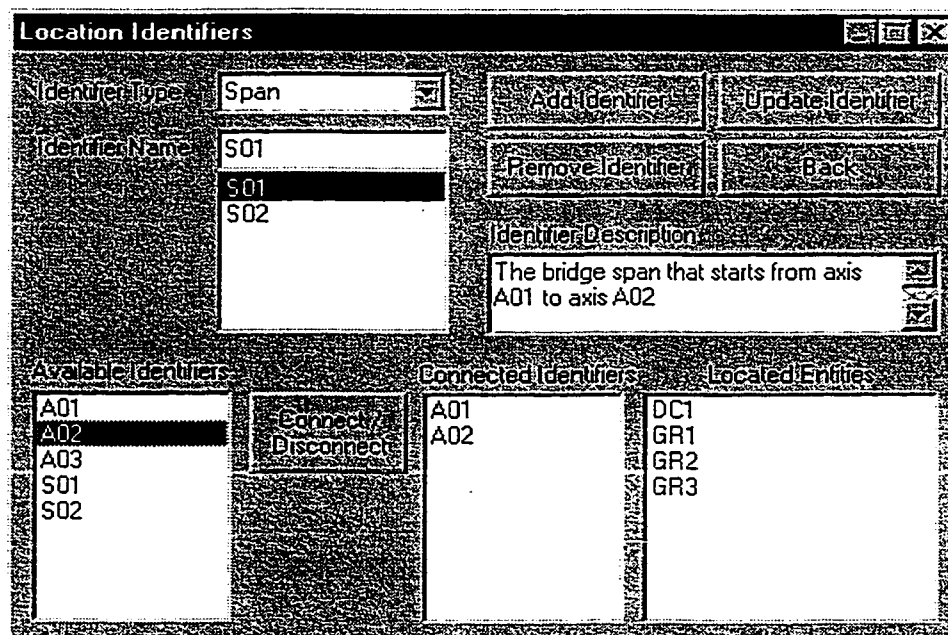 Location Identifiers
Identifier Type
Span
Add Identifier
Update Identifier
Identifier Name
S01
Remove Identifier
Back
S01
S02
Identifier Description
The bridge span that starts from axis
A01 to axis A02
Available Identifiers
Connected Identifiers
Located Entities
A01
A02
A03
S01
S02
Connect /
Disconnect
A01
A02
DC1
GR1
GR2
GR3